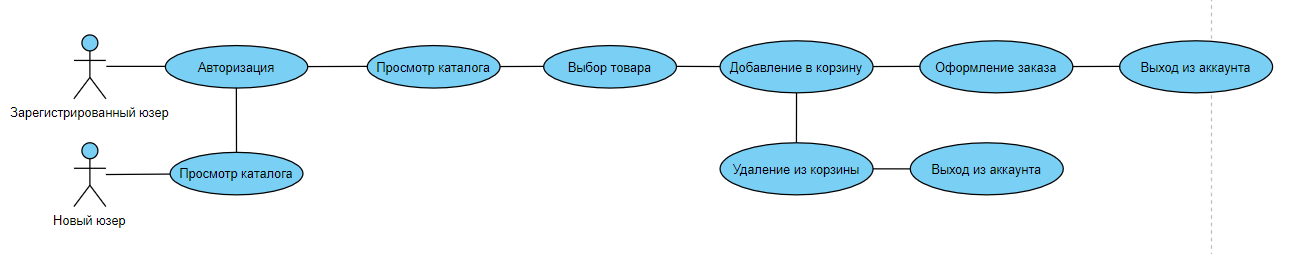 Авторизация
Просмотр каталога
Выбор товара
Добавление в корзину
Оформление заказа
Выход из аккаунта
Зарегистрированный юзер
Просмотр каталога
Удаление из корзины
Выход из аккаунта
Новый юзер